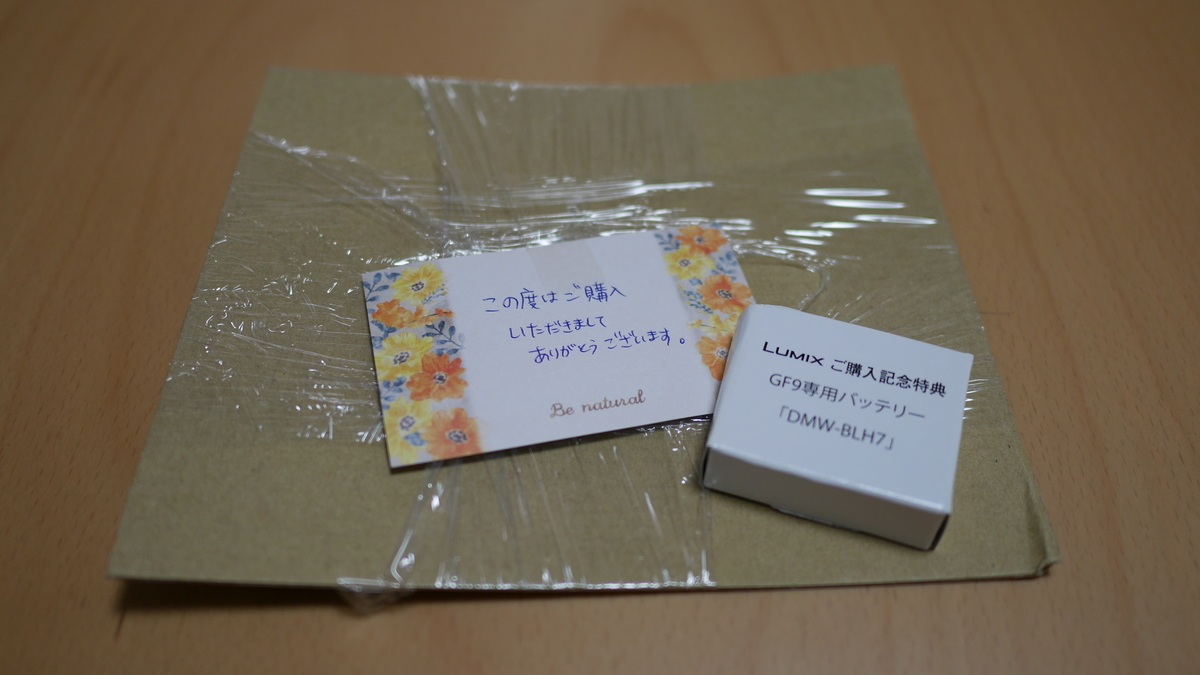 この度はご購入
いただきまして
ありがとうございます。
Be natural
LUMIX ご購入記念特典
GF9専用バッテリー
「DMW-BLH7」